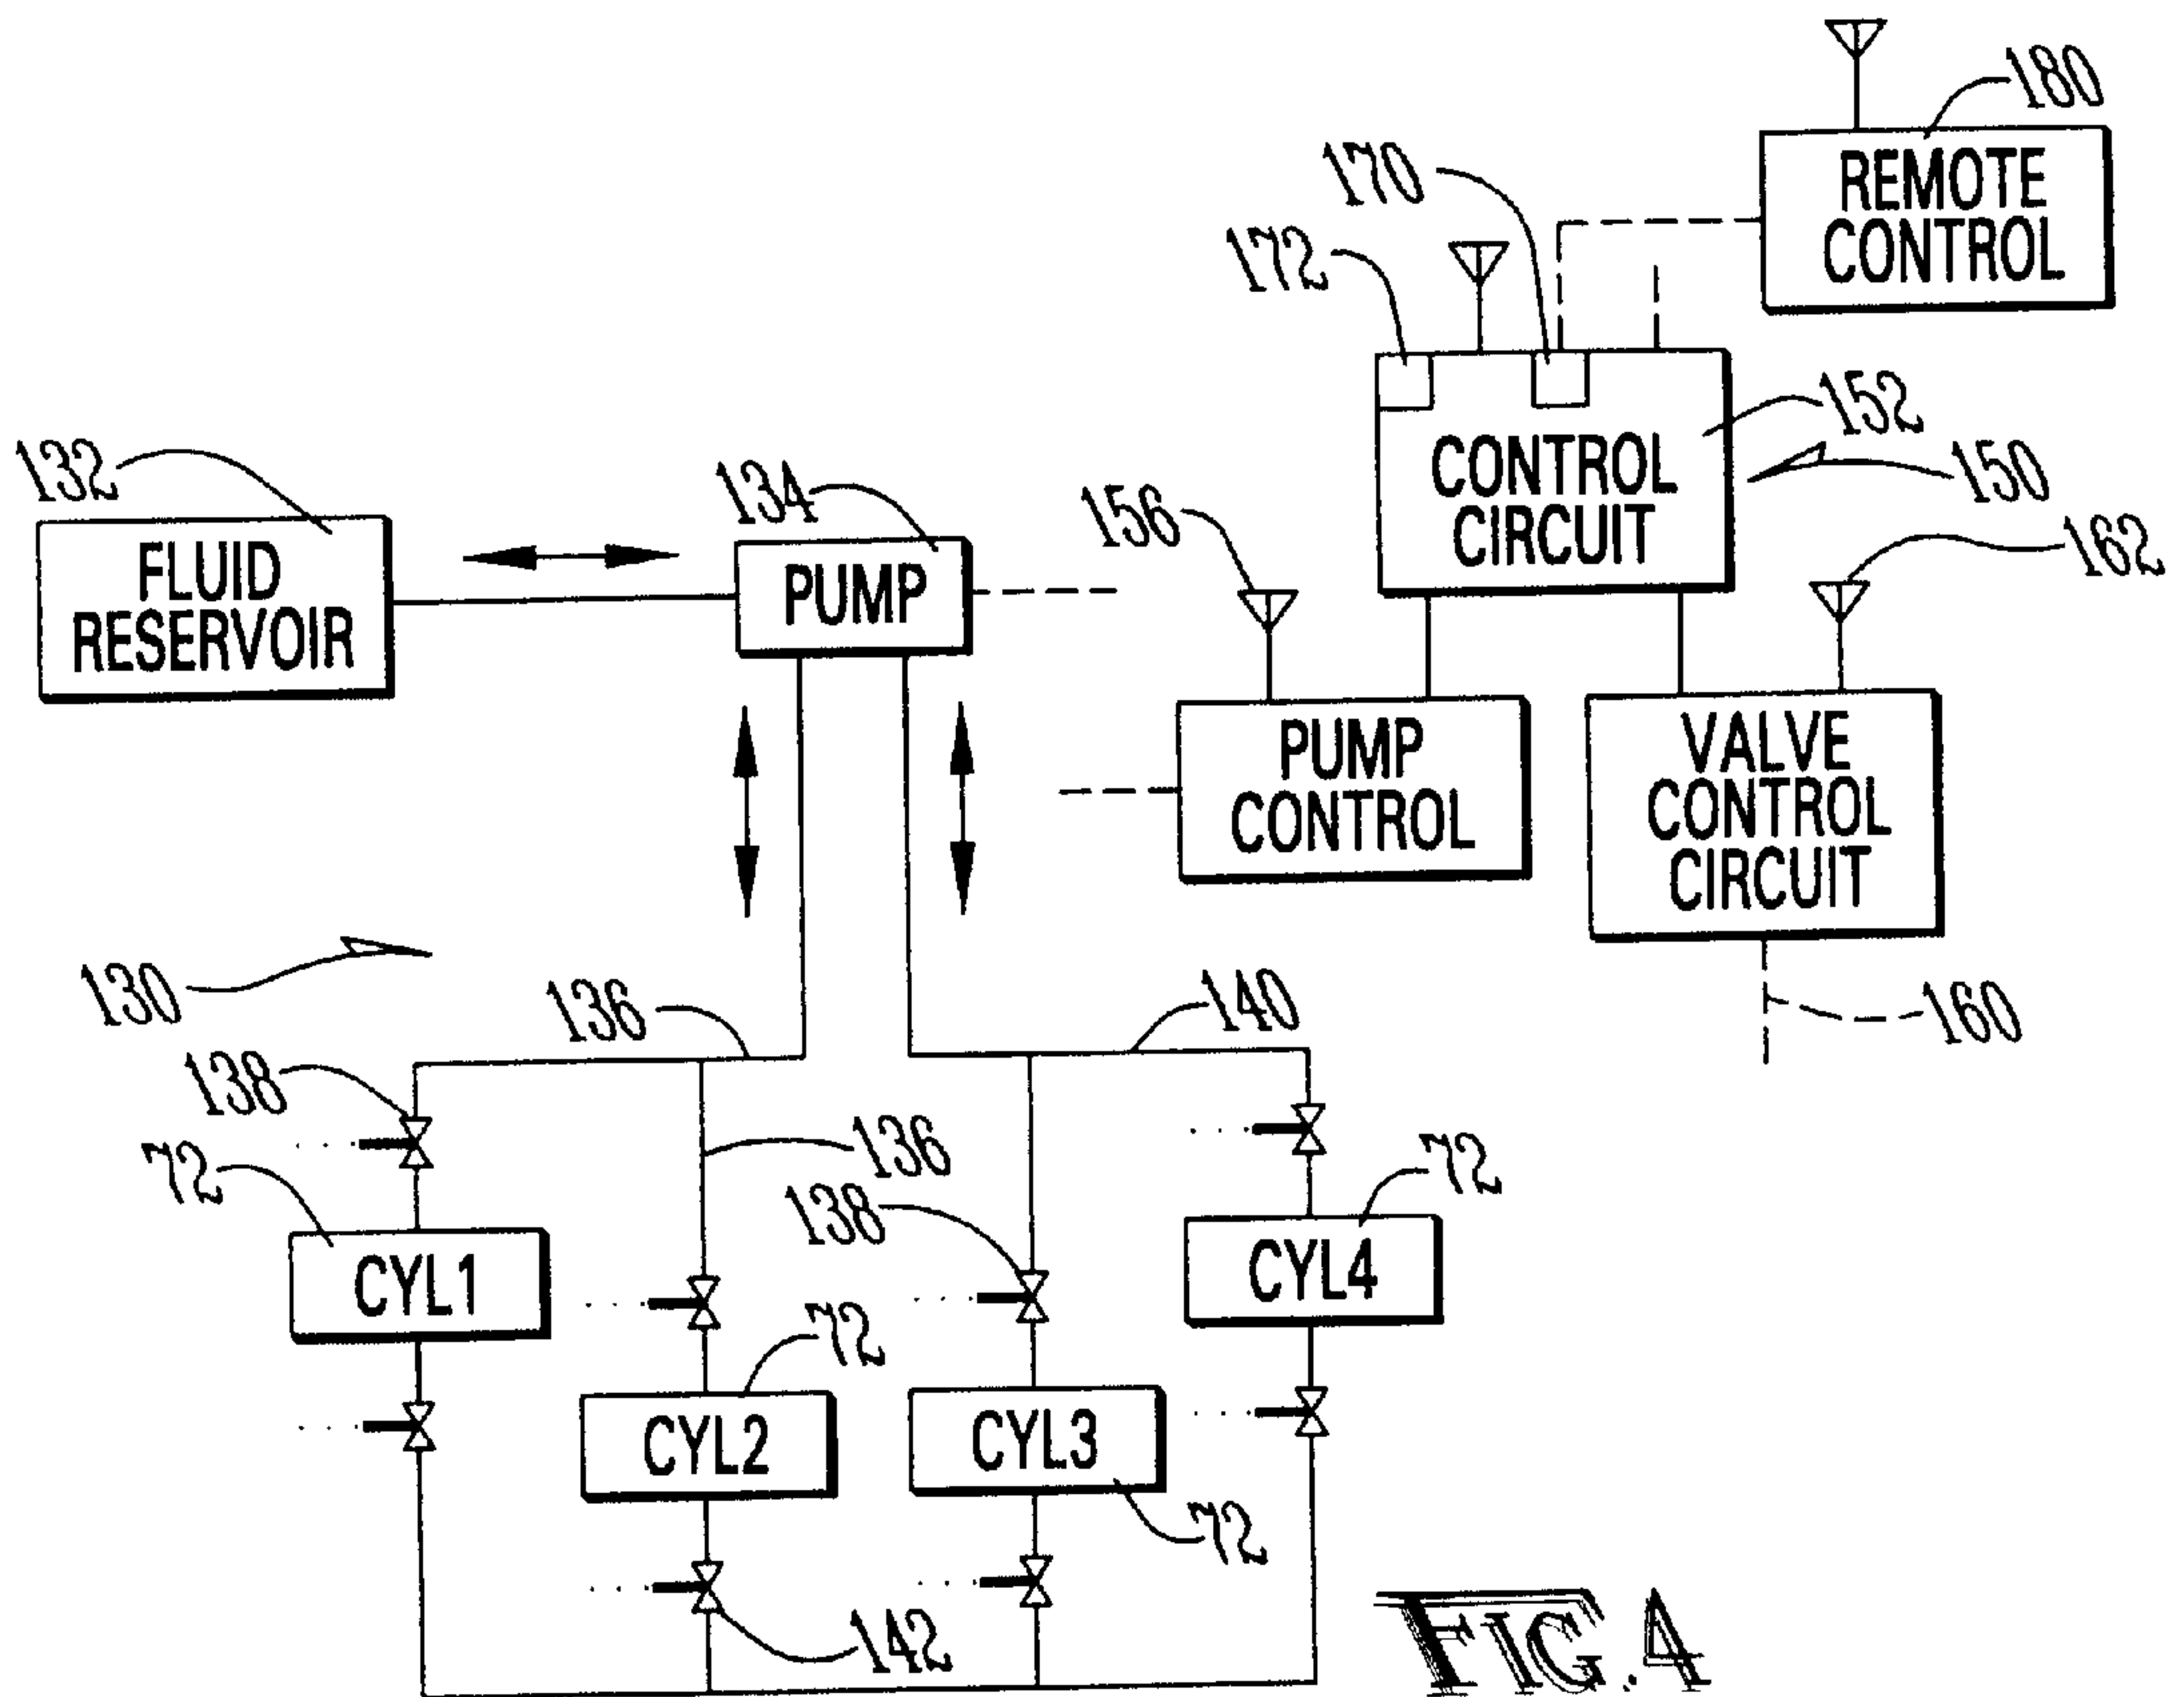 180
REMOTE
CONTROL
170
172
152
CONTROL
CIRCUIT
150
162
132
FLUID
RESERVOIR
134
PUMP
156
PUMP
CONTROL
VALVE
CONTROL
CIRCUIT
160
130
136
140
138
136
72
138
72
CYL1
CYL4
72
CYL2
CYL3
72
142
FIG.4